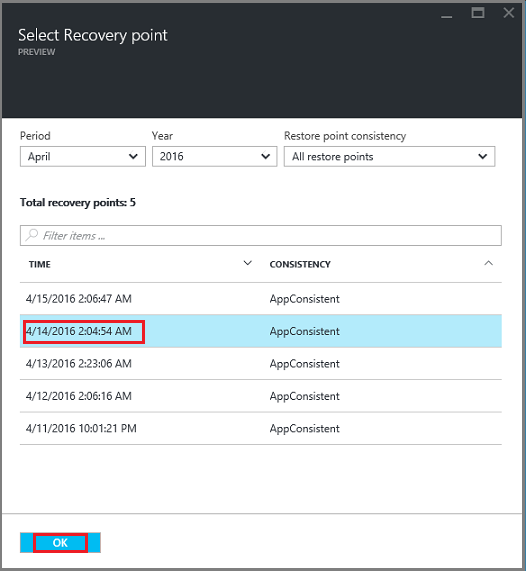 Select Recovery point
PREVIEW
Period Year Restore point consistency
April 2016 All restore points
Total recovery points: 5
Filter items ...
TIME CONSISTENCY
4/15/2016 2:06:47 AM AppConsistent
4/14/2016 2:04:54 AM AppConsistent
4/13/2016 2:23:06 AM AppConsistent
4/12/2016 2:06:16 AM AppConsistent
4/11/2016 10:01:21 PM AppConsistent
OK